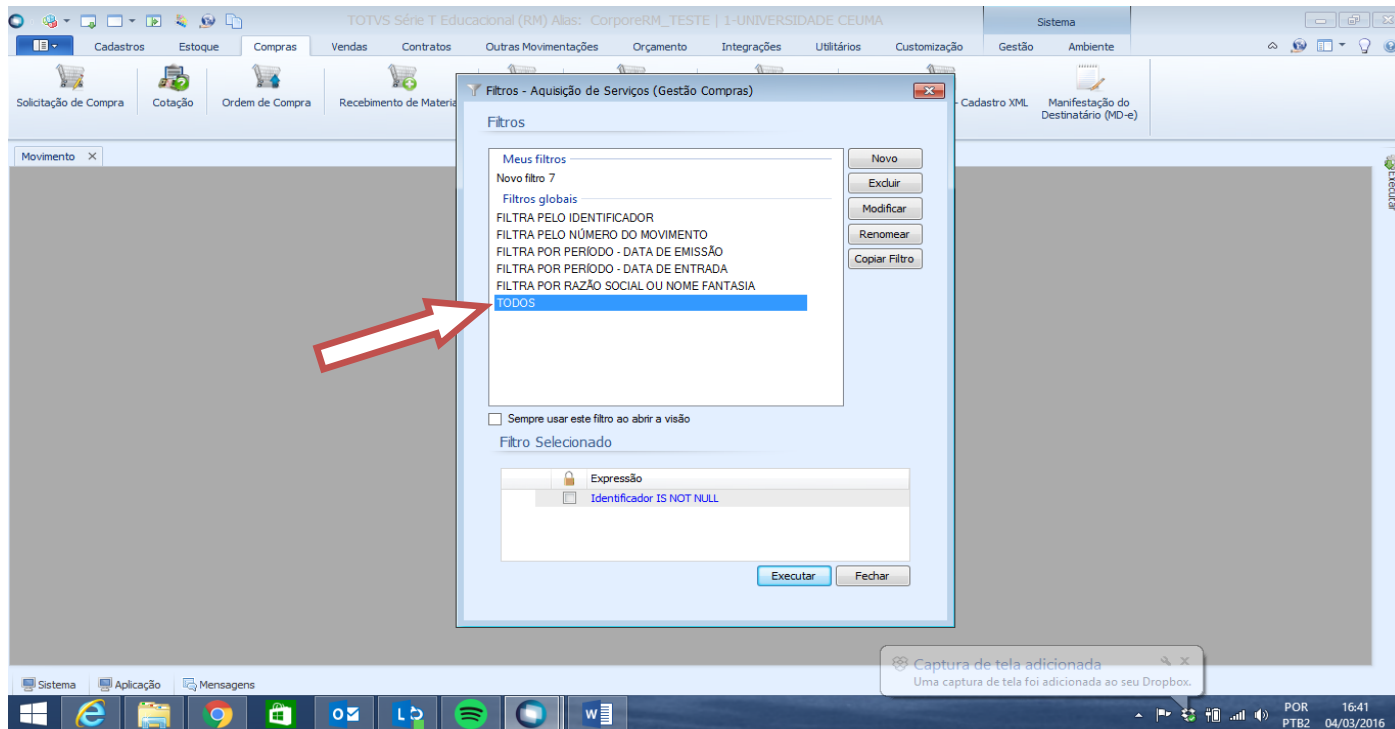 TOTVS Série T Educacional (RM) Alias: CorporeRM_TESTE | 1-UNIVERSIDADE CEUMA
Sistema
Cadastros Estoque Compras Vendas Contratos Outras Movimentações Orçamento Integrações Utilitários Customização Gestão Ambiente
Solicitação de Compra Cotação Ordem de Compra Recebimento de Materia - Cadastro XML Manifestação do
Destinatário (MD-e)
Movimento
Executar
Filtros - Aquisição de Serviços (Gestão Compras)
Filtros
Meus filtros
Novo filtro 7
Filtros globais
FILTRA PELO IDENTIFICADOR
FILTRA PELO NÚMERO DO MOVIMENTO
FILTRA POR PERÍODO - DATA DE EMISSÃO
FILTRA POR PERÍODO - DATA DE ENTRADA
FILTRA POR RAZÃO SOCIAL OU NOME FANTASIA
TODOS
Novo
Excluir
Modificar
Renomear
Copiar Filtro
Sempre usar este filtro ao abrir a visão
Filtro Selecionado
Expressão
Identificador IS NOT NULL
Executar Fechar
Captura de tela adicionada
Uma captura de tela foi adicionada ao seu Dropbox.
Sistema Aplicação Mensagens
POR 16:41
PTB2 04/03/2016